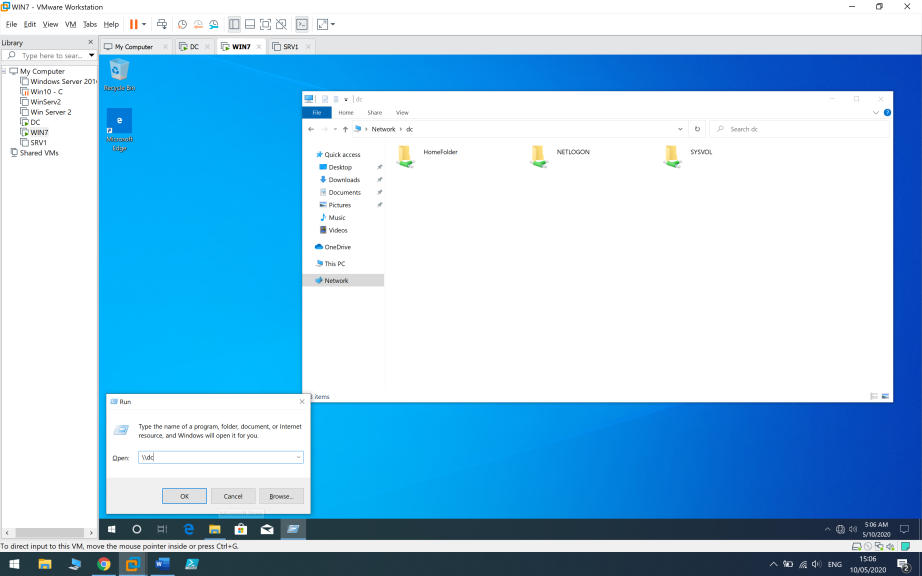 WIN7 - VMware Workstation
File Edit View VM Tabs Help
Library
Type here to sear...
My Computer
Windows Server 201
Win10 - C
WinServ2
Win Server 2
DC
WIN7
SRV1
Shared VMs
My Computer DC WIN7 SRV1
Recycle Bin
Microsoft
Edge
dc
File Home Share View
Network > dc
Search dc
Quick access
Desktop
Downloads
Documents
Pictures
Music
Videos
OneDrive
This PC
Network
HomeFolder NETLOGON SYSVOL
items
Run
Type the name of a program, folder, document, or Internet
resource, and Windows will open it for you.
Open: \\dc
OK Cancel Browse...
5:06 AM
5/10/2020
To direct input to this VM, move the mouse pointer inside or press Ctrl+G.
ENG
15:06
10/05/2020
2